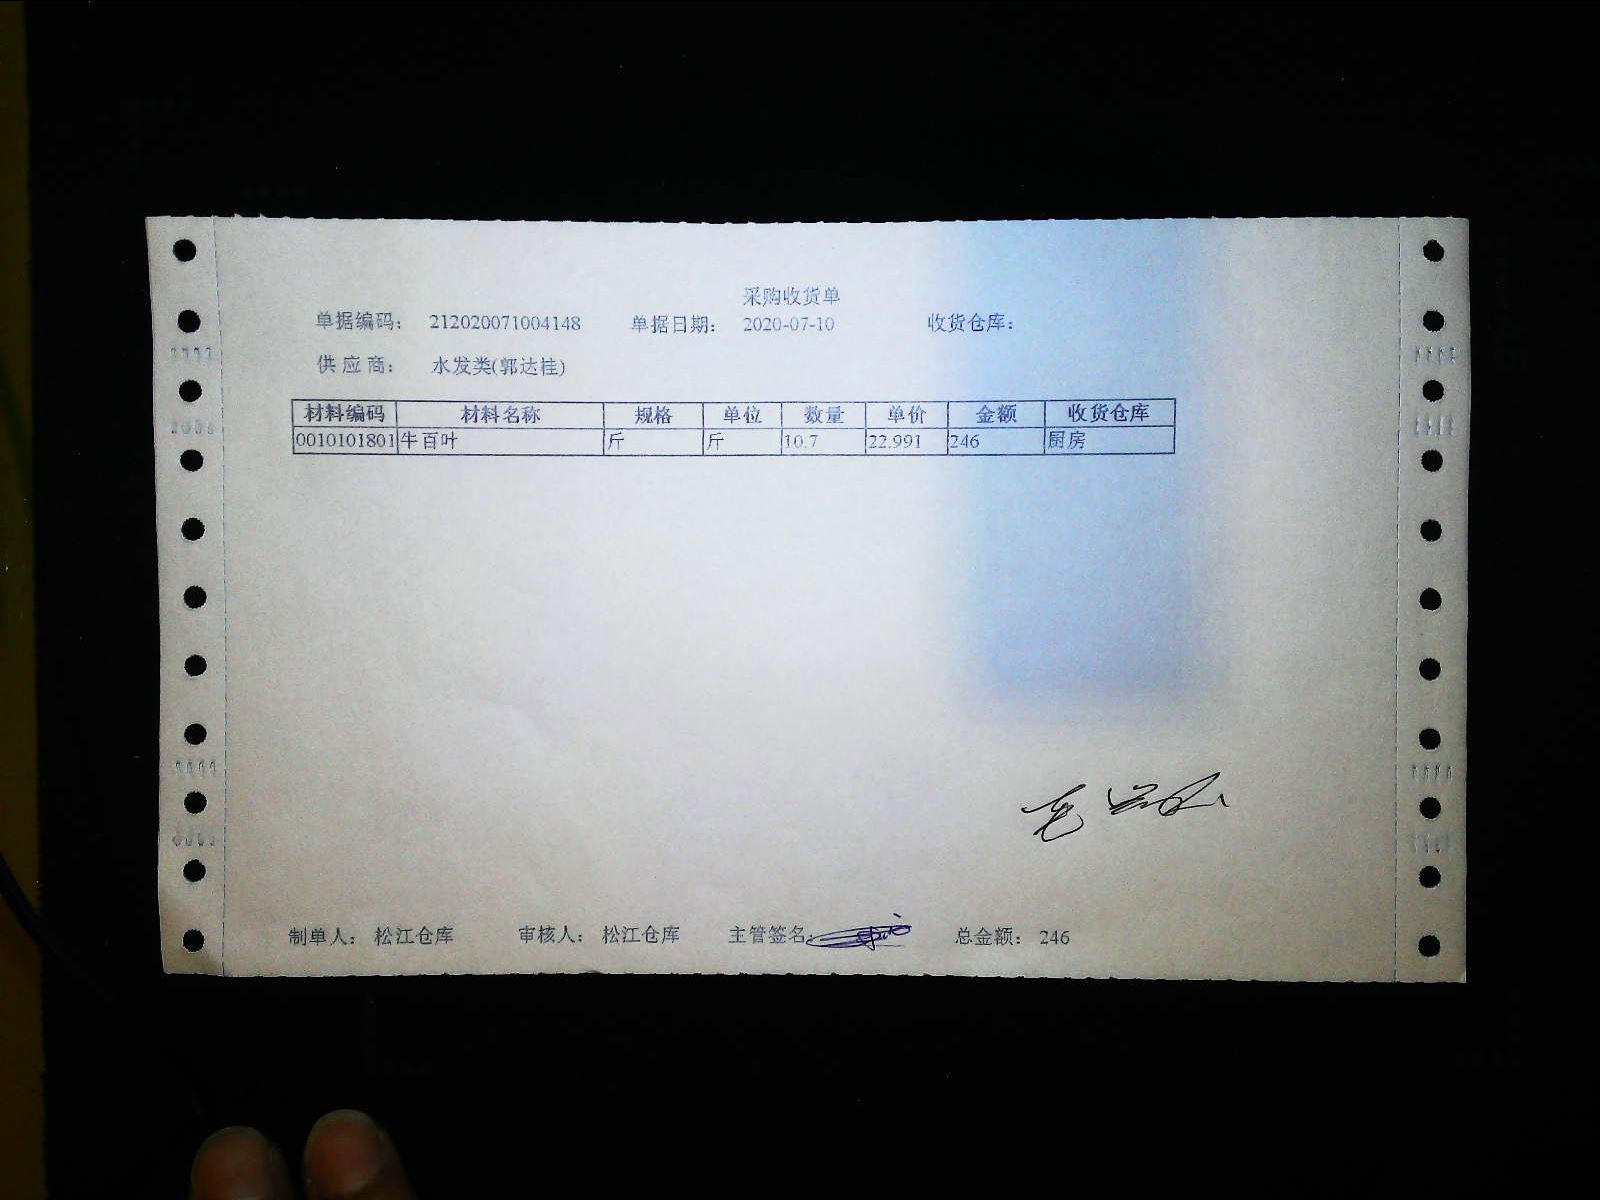 采购收货单
单据编码: 212020071004148 单据日期: 2020-07-10 收货仓库:
供应商: 水发类(郭达桂)
材料编码 材料名称 规格 单位 数量 单价 金额 收货仓库
0010101801 牛百叶 斤 斤 10.7 22.991 246 厨房
制单人: 松江仓库 审核人: 松江仓库 主管签名: 总金额: 246